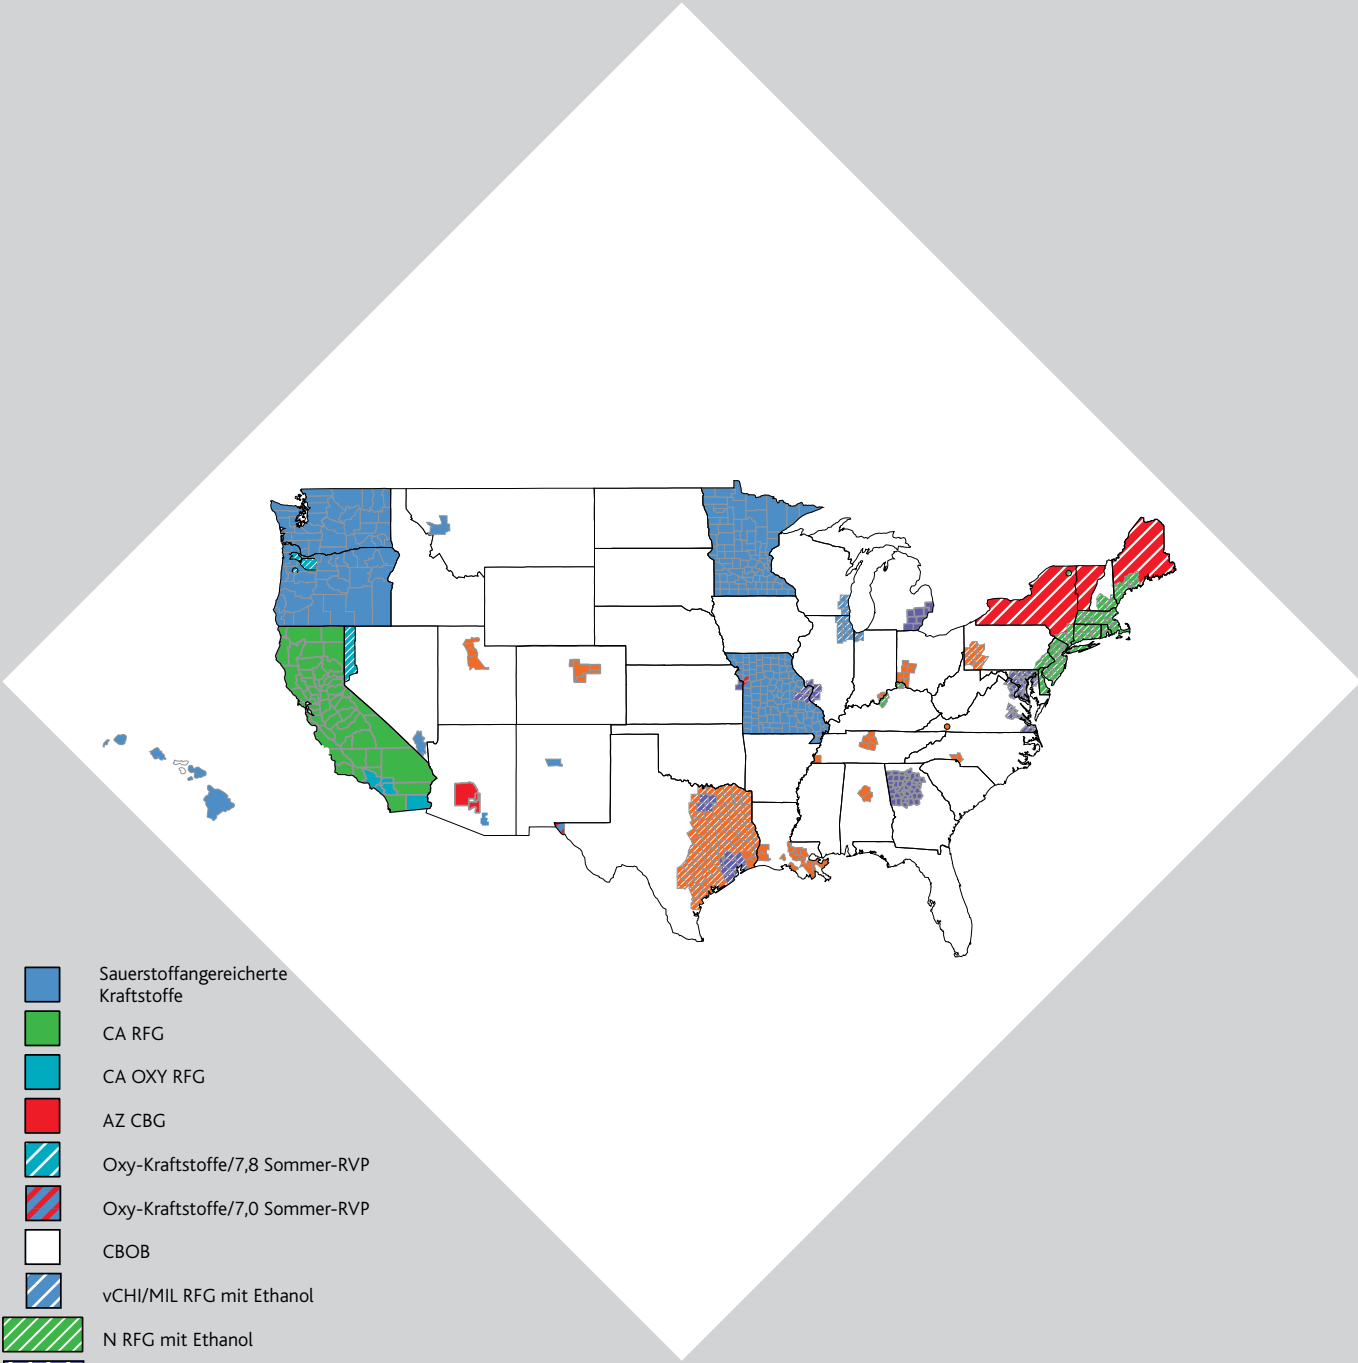 Sauerstoffangereicherte
Kraftstoffe
CA RFG
CA OXY RFG
AZ CBG
Oxy-Kraftstoffe/7,8 Sommer-RVP
Oxy-Kraftstoffe/7,0 Sommer-RVP
CBOB
vCHI/MIL RFG mit Ethanol
N RFG mit Ethanol